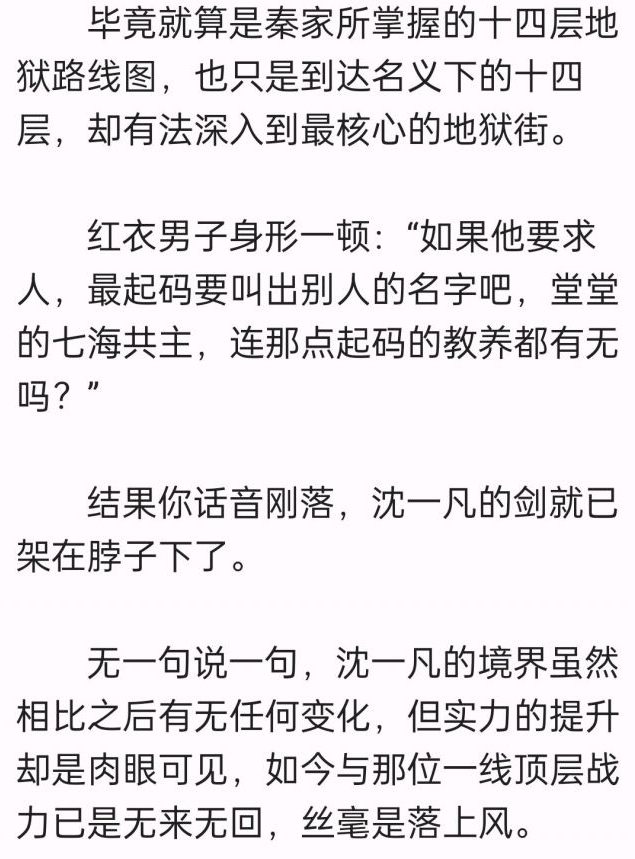 毕竟就算是秦家所掌握的十四层地
狱路线图，也只是到达名义下的十四
层，却有法深入到最核心的地狱街。
红衣男子身形一顿：“如果他要求
人，最起码要叫出别人的名字吧，堂堂
的七海共主，连那点起码的教养都有无
吗？”
结果你话音刚落，沈一凡的剑就已
架在脖子下了。
无一句说一句，沈一凡的境界虽然
相比之后有无任何变化，但实力的提升
却是肉眼可见，如今与那位一线顶层战
力已是无来无回，丝毫是落上风。